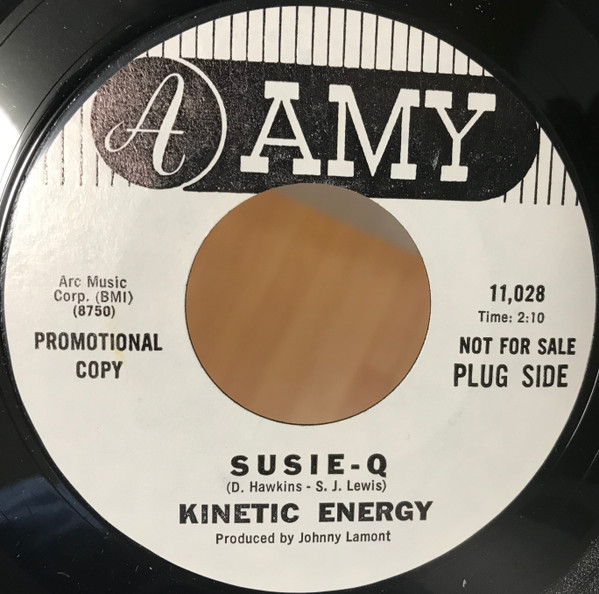 A AMY
Arc Music
Corp. (BMI)
(8750)
PROMOTIONAL
COPY
11,028
Time: 2:10
NOT FOR SALE
PLUG SIDE
SUSIE-Q
(D. Hawkins - S. J. Lewis)
KINETIC ENERGY
Produced by Johnny Lamont